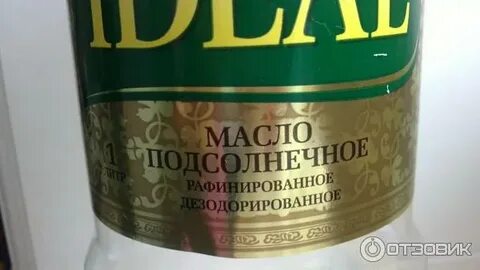 IDEAL
МАСЛО
ПОДСОЛНЕЧНОЕ
РАФИНИРОВАННОЕ
ДЕЗОДОРИРОВАННОЕ
1
ЛИТР
ОТЗОВИК